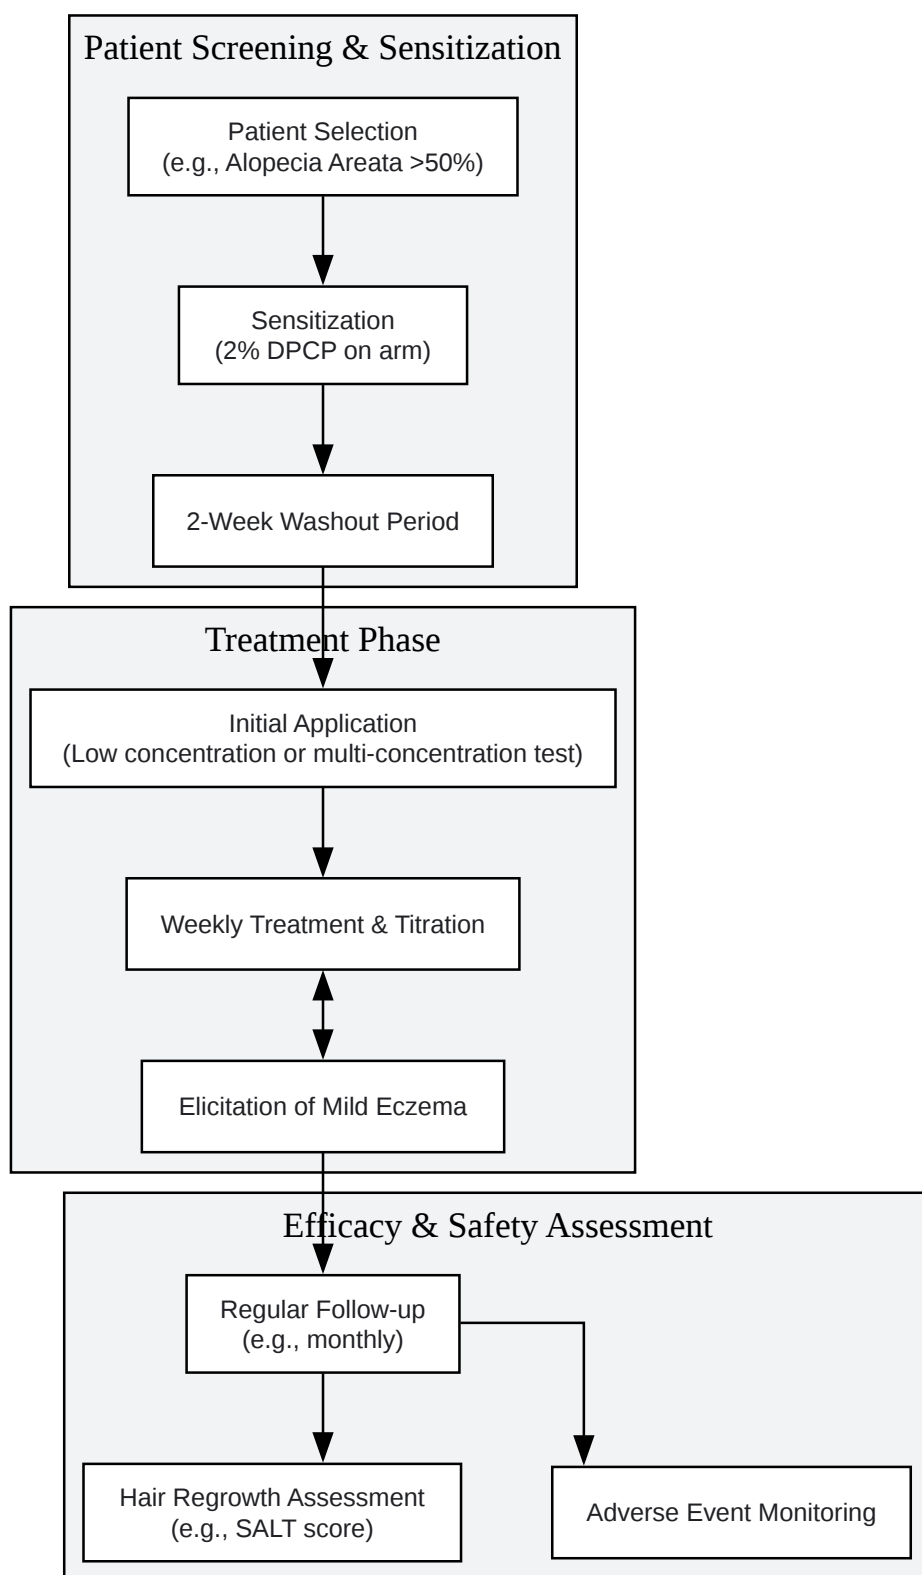 Patient Screening & Sensitization
Patient Selection
(e.g., Alopecia Areata >50%)
Sensitization
(2% DPCP on arm)
2-Week Washout Period
Treatment Phase
Initial Application
(Low concentration or multi-concentration test)
Weekly Treatment & Titration
Elicitation of Mild Eczema
Efficacy & Safety Assessment
Regular Follow-up
(e.g., monthly)
Hair Regrowth Assessment
(e.g., SALT score)
Adverse Event Monitoring